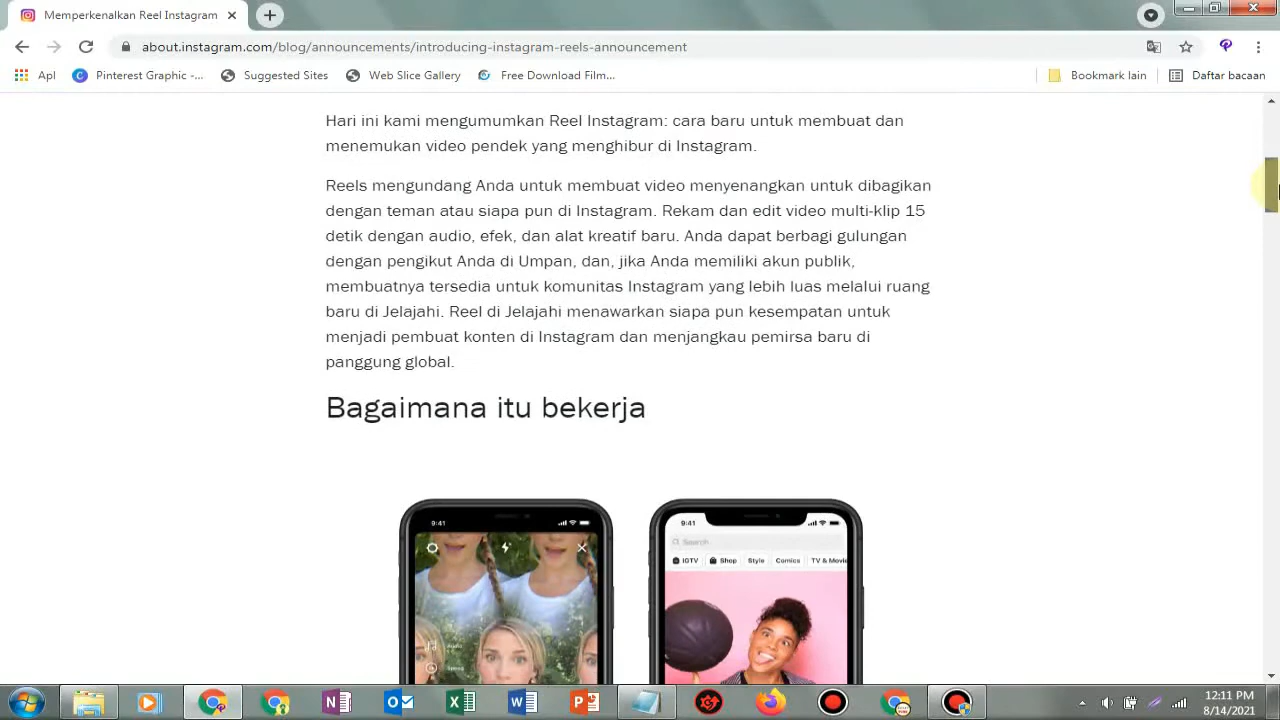 Memperkenalkan Reel Instagram
about.instagram.com/blog/announcements/introducing-instagram-reels-announcement
Apl
Pinterest Graphic -...
Suggested Sites
Web Slice Gallery
Free Download Film...
Bookmark lain
Daftar bacaan
Hari ini kami mengumumkan Reel Instagram: cara baru untuk membuat dan
menemukan video pendek yang menghibur di Instagram.
Reels mengundang Anda untuk membuat video menyenangkan untuk dibagikan
dengan teman atau siapa pun di Instagram. Rekam dan edit video multi-klip 15
detik dengan audio, efek, dan alat kreatif baru. Anda dapat berbagi gulungan
dengan pengikut Anda di Umpan, dan, jika Anda memiliki akun publik,
membuatnya tersedia untuk komunitas Instagram yang lebih luas melalui ruang
baru di Jelajahi. Reel di Jelajahi menawarkan siapa pun kesempatan untuk
menjadi pembuat konten di Instagram dan menjangkau pemirsa baru di
panggung global.
Bagaimana itu bekerja
9:41
Audio
Speed
9:41
Search
IGTV
Shop
Style
Comics
TV & Movie
12:11 PM
8/14/2021